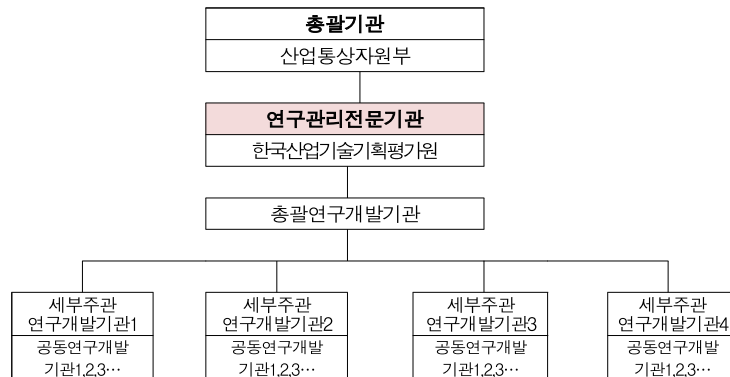 총괄기관
산업통상자원부
연구관리전문기관
한국산업기술기획평가원
총괄연구개발기관
세부주관
연구개발기관1
공동연구개발
기관1,2,3…
세부주관
연구개발기관2
공동연구개발
기관1,2,3…
세부주관
연구개발기관3
공동연구개발
기관1,2,3…
세부주관
연구개발기관4
공동연구개발
기관1,2,3…